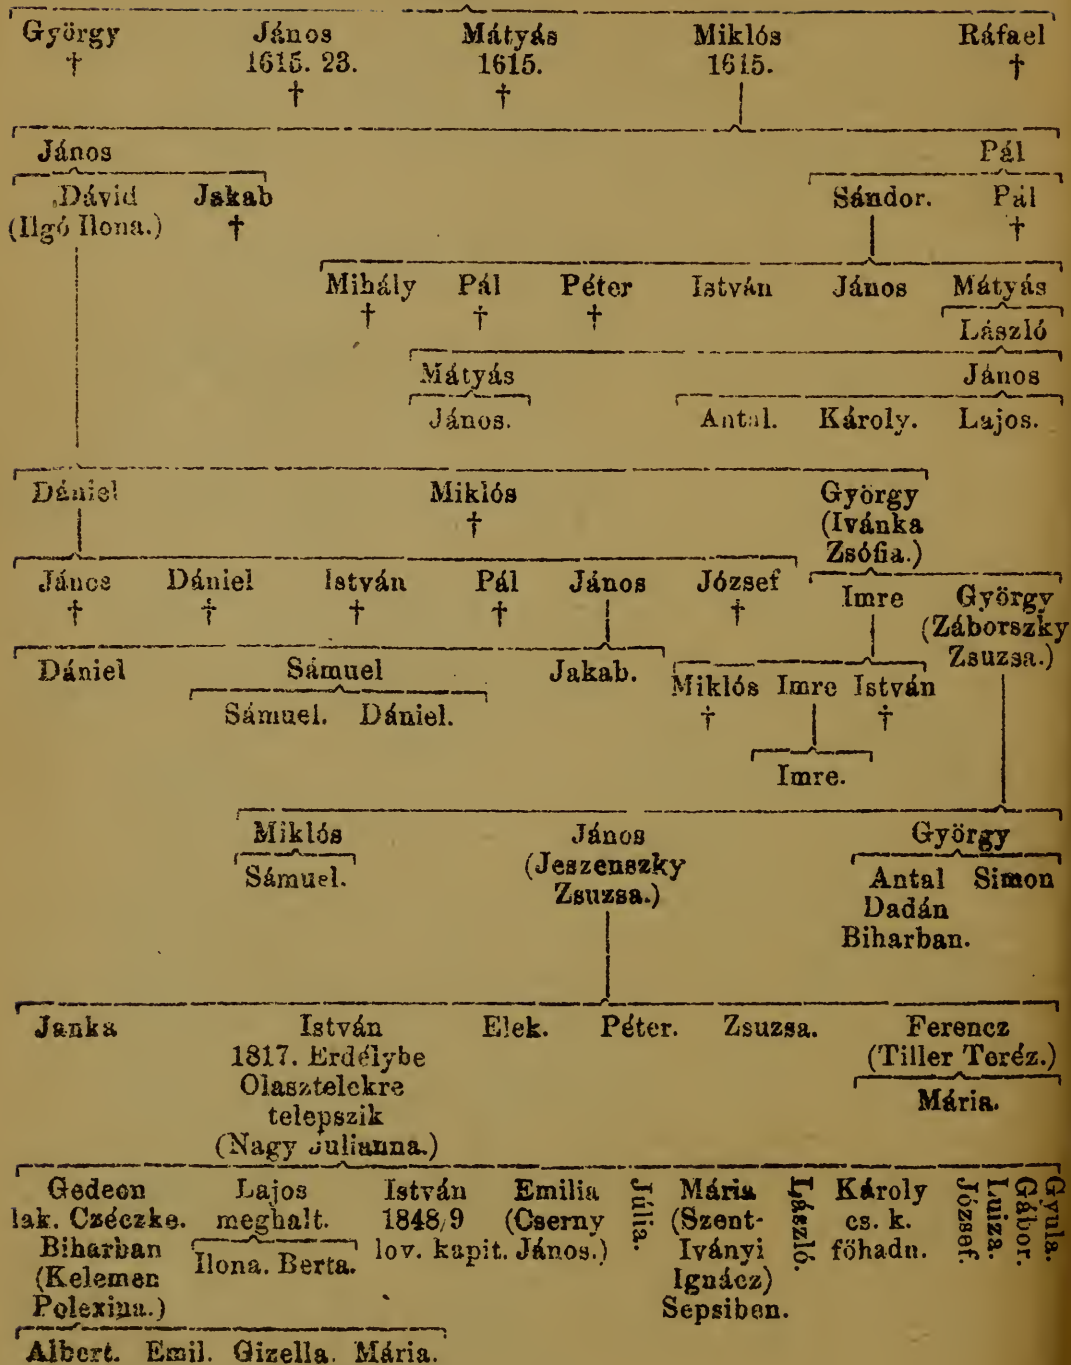 György János Mátyás Miklós Ráfael
† 1615. 23. 1615. 1615. †
† †
János Pál
Dávid Jakab Sándor. Pál
(Ilgó Ilona.) † †
Mihály Pál Péter István János Mátyás
† † † László
Mátyás János
János. Antal. Károly. Lajos.
Dániel Miklós György
† (Ivánka
Zsófia.)
János Dániel István Pál János József Imre György
† † † † † (Záborszky
Dániel Sámuel Jakab. Zsuzsa.)
Miklós Imre István
Sámuel. Dániel. † †
Imre.
Miklós János György
Sámuel. (Jeszenszky Antal Simon
Zsuzsa.) Dadán
Biharban.
Janka István Elek. Péter. Zsuzsa. Ferencz
1817. Erdélybe (Tiller Teréz.)
Olasztelekre Mária.
telepszik
(Nagy Julianna.)
Gedeon Lajos István Emilia Júlia. Mária László. Károly József. Luiza. Gábor. Gyula.
lak. Czéczke. meghalt. 1848/9 (Cserny (Szent- cs. k.
Biharban Ilona. Berta. lov. kapit. János.) Iványi főhadn.
(Kelemen Ignácz)
Polexina.) Sepsiben.
Albert. Emil. Gizella. Mária.